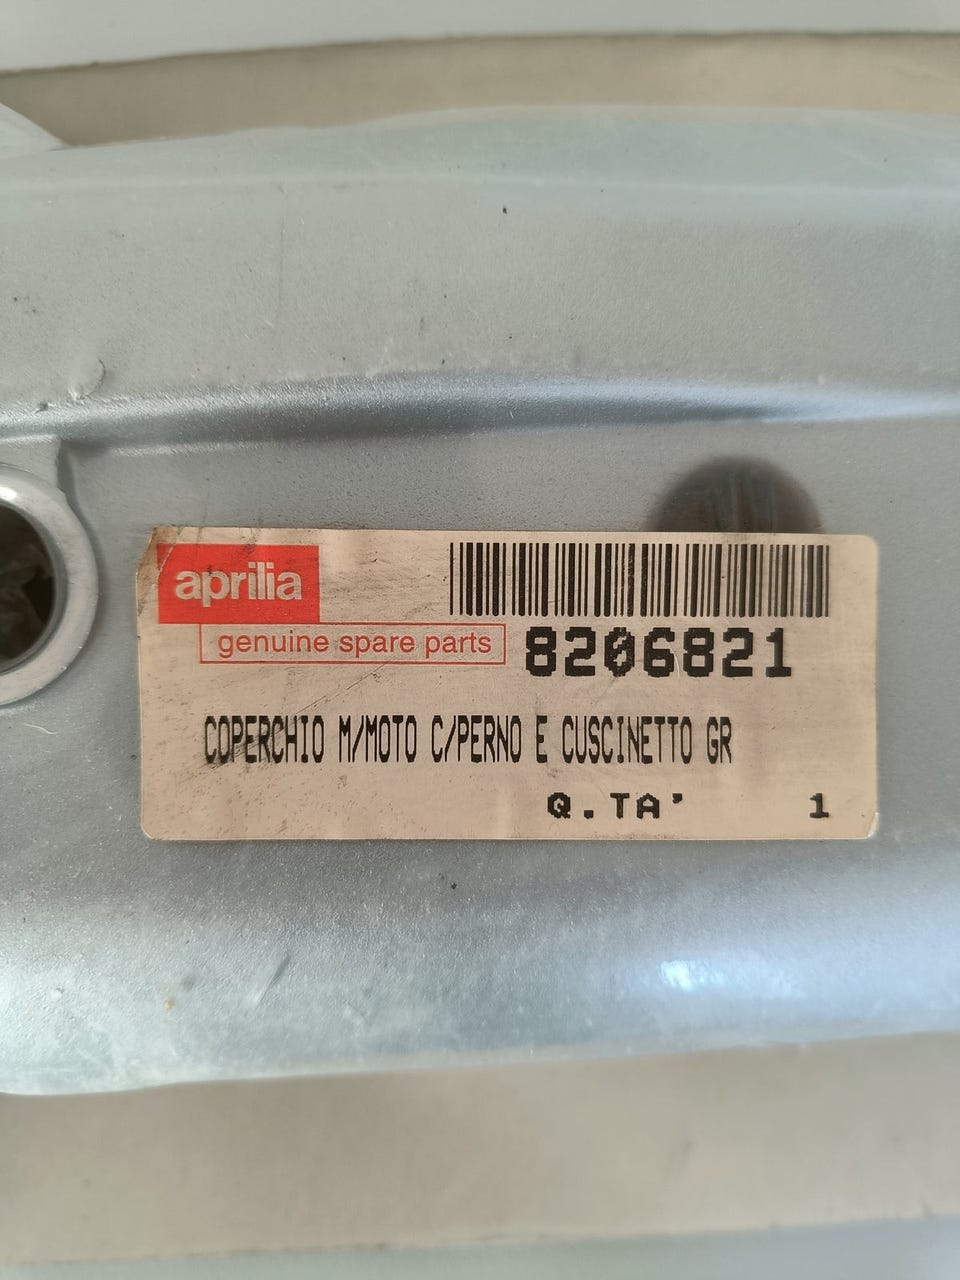 aprilia
genuine spare parts
8206821
COPERCHIO M/MOTO C/PERNO E CUSCINETTO GR
Q.TA' 1